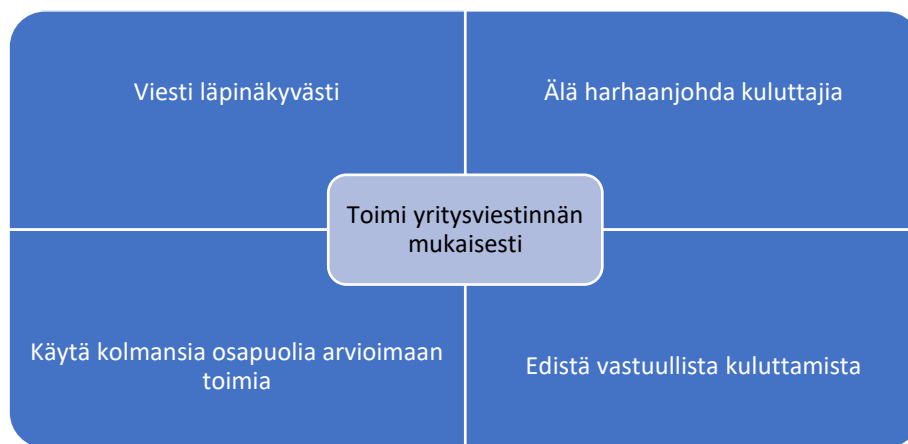 Viesti läpinäkyvästi
Älä harhaanjohda kuluttajia
Toimi yritysviestinnän
mukaisesti
Käytä kolmansia osapuolia arvioimaan
toimia
Edistä vastuullista kuluttamista